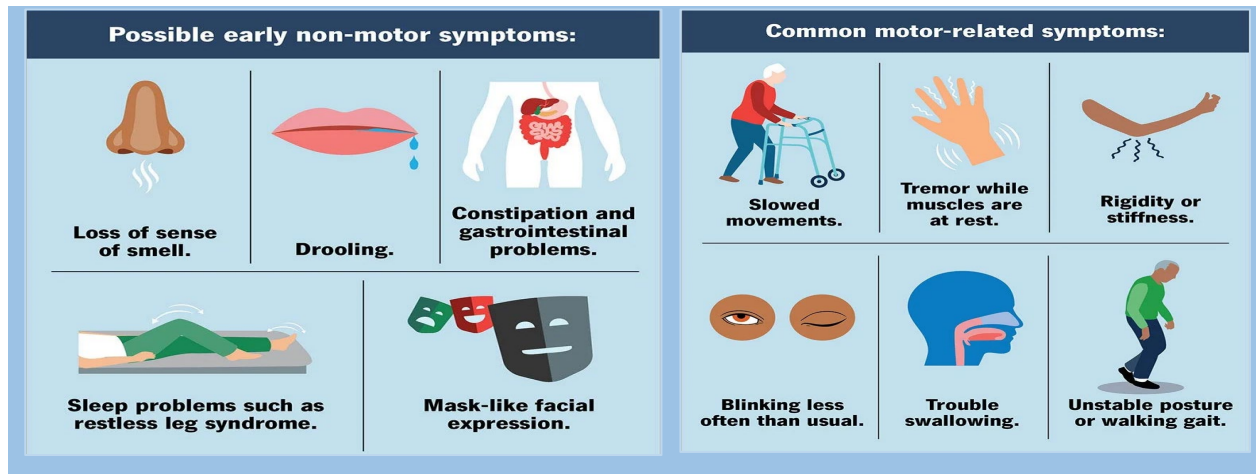 Possible early non-motor symptoms:
Loss of sense
of smell.
Drooling.
Constipation and
gastrointestinal
problems.
Sleep problems such as
restless leg syndrome.
Mask-like facial
expression.
Common motor-related symptoms:
Slowed
movements.
Tremor while
muscles are
at rest.
Rigidity or
stiffness.
Blinking less
often than usual.
Trouble
swallowing.
Unstable posture
or walking gait.